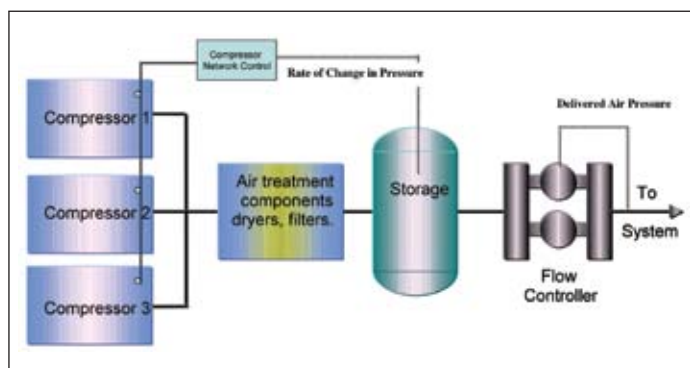 Compressor
Network Control
Rate of Change in Pressure
Delivered Air Pressure
Compressor 1
Compressor 2
Compressor 3
Air treatment
components
dryers, filters.
Storage
To
System
Flow
Controller